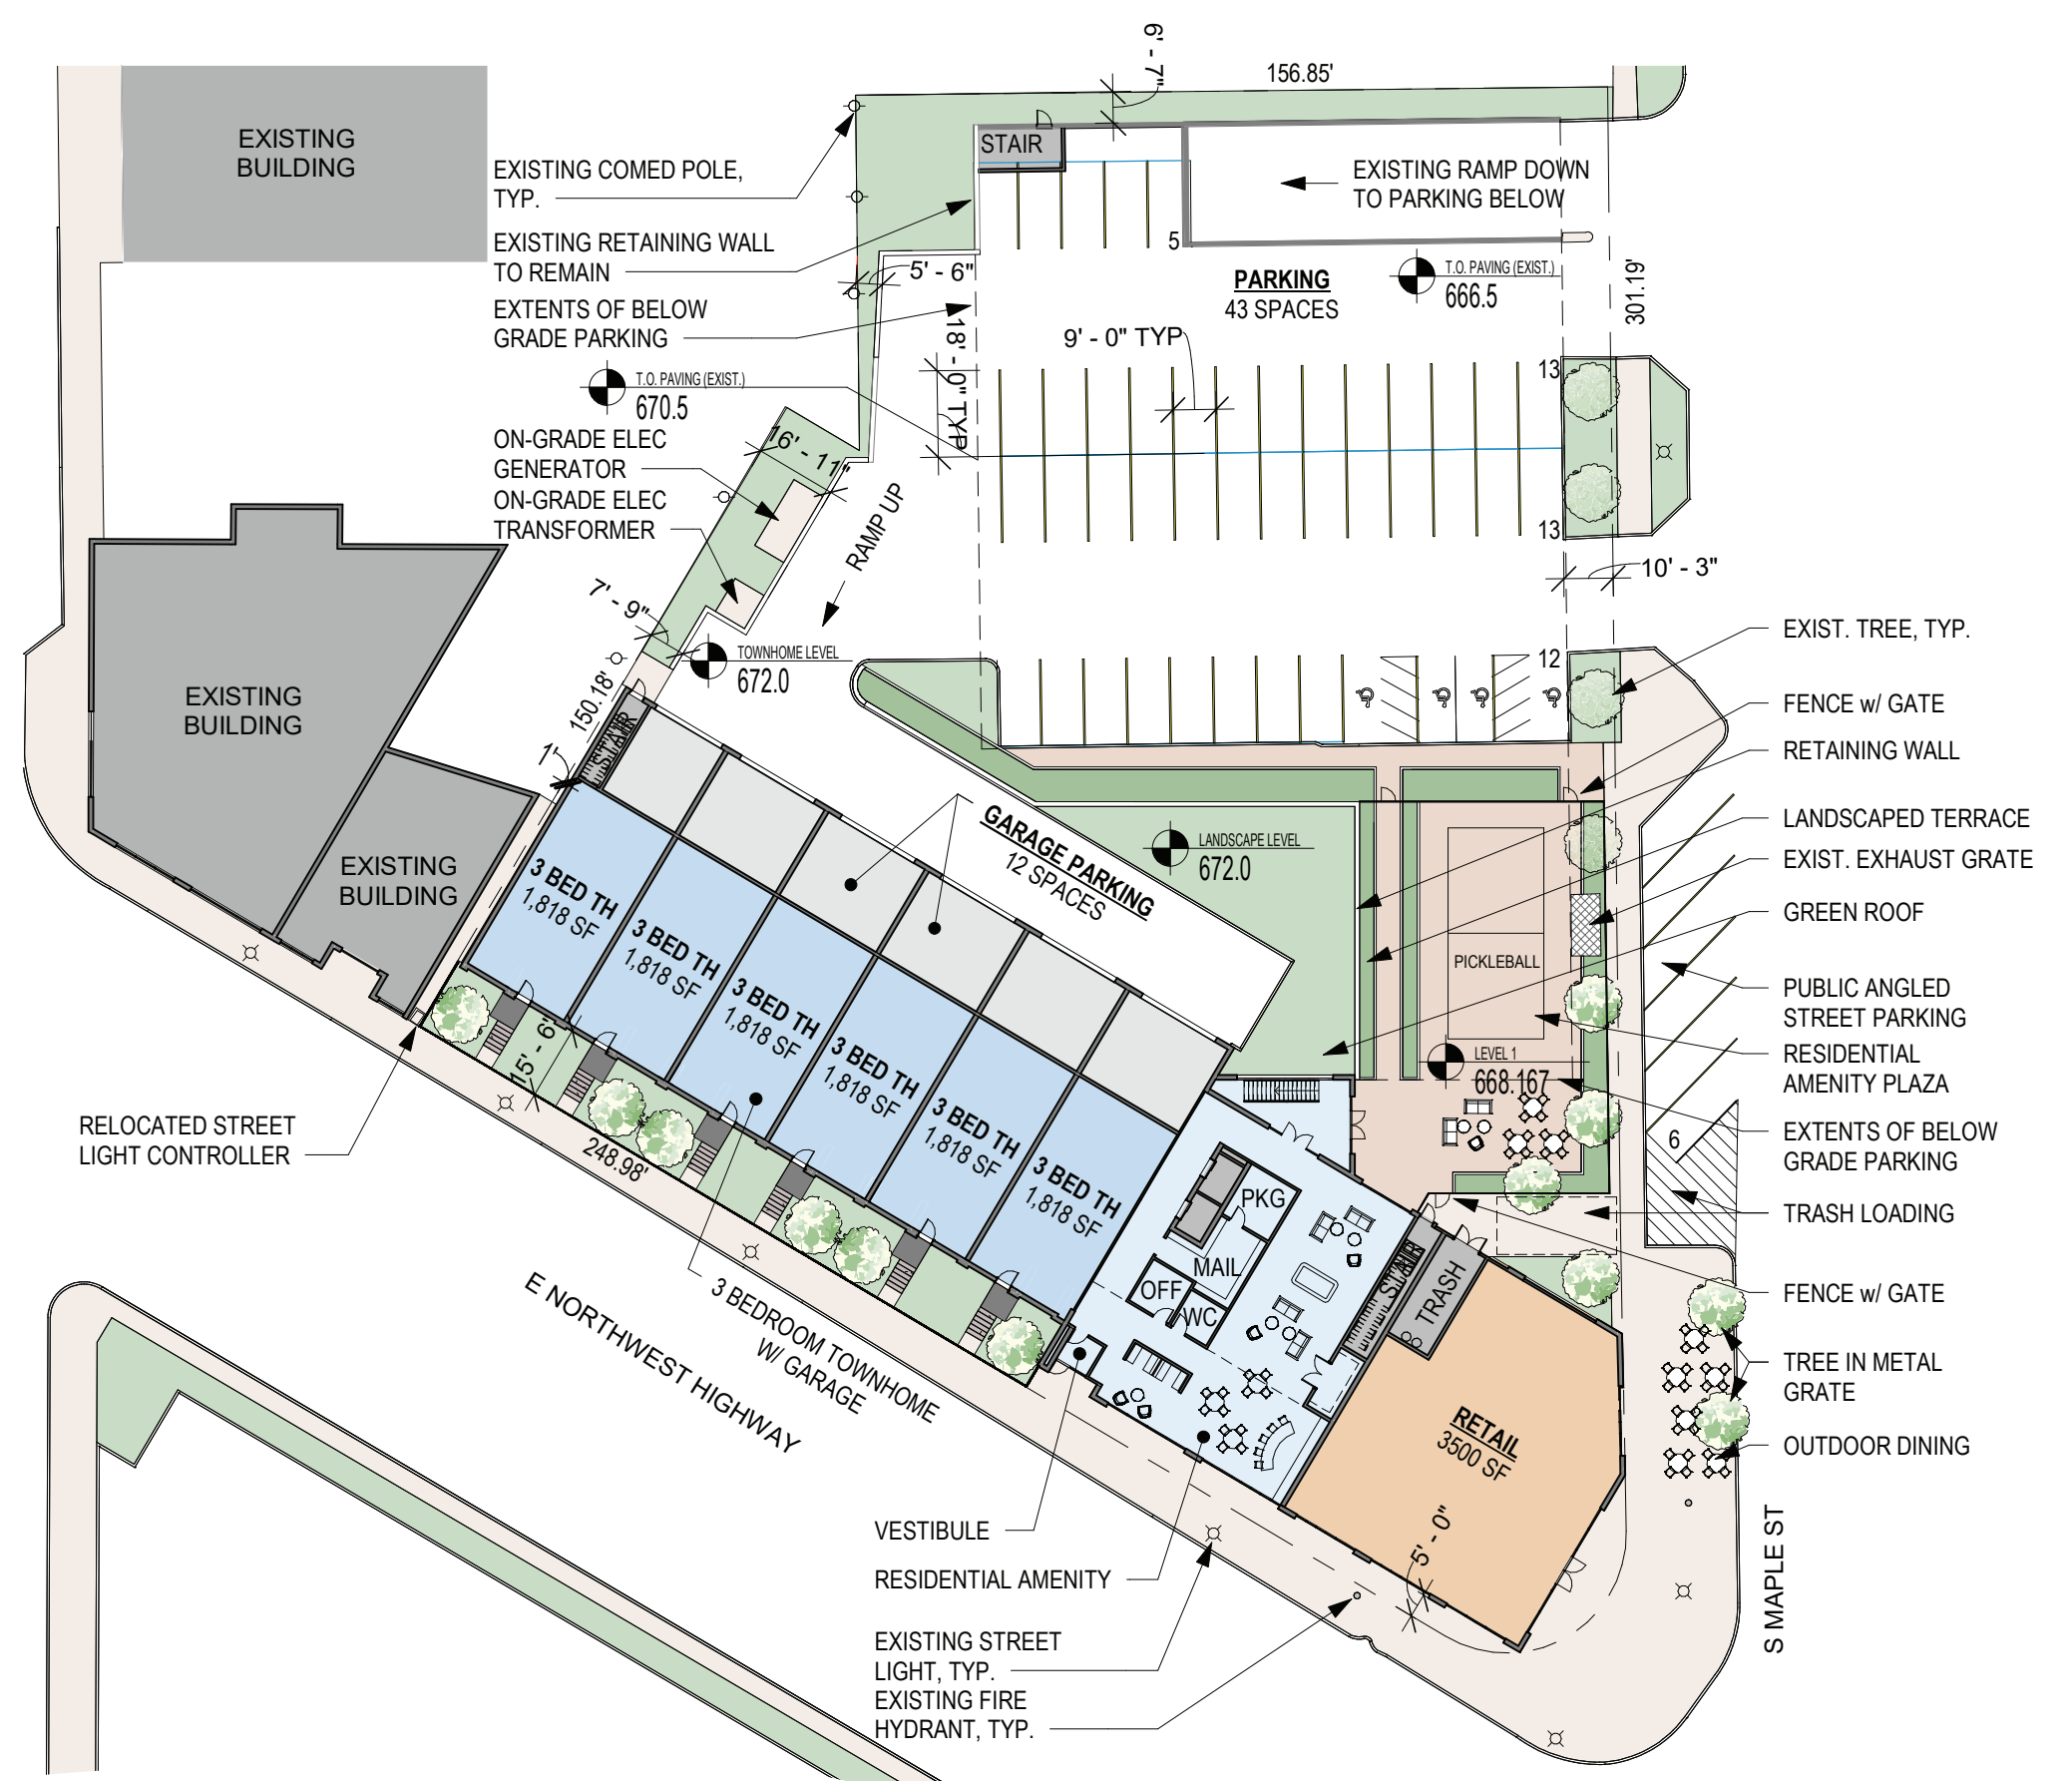 6' - 7"
156.85'
EXISTING
BUILDING
STAIR
EXISTING COMED POLE,
TYP.
EXISTING RAMP DOWN
TO PARKING BELOW
EXISTING RETAINING WALL
TO REMAIN
5
5' - 6"
PARKING
43 SPACES
T.O. PAVING (EXIST.)
666.5
301.19'
EXTENTS OF BELOW
GRADE PARKING
18' - 0" TYP
9' - 0" TYP
13
T.O. PAVING (EXIST.)
670.5
ON-GRADE ELEC
GENERATOR
16' - 11"
ON-GRADE ELEC
TRANSFORMER
RAMP UP
13
10' - 3"
7' - 9"
EXIST. TREE, TYP.
TOWNHOME LEVEL
672.0
12
150.18'
EXISTING
BUILDING
FENCE w/ GATE
STAIR
1'
RETAINING WALL
GARAGE PARKING
12 SPACES
LANDSCAPE LEVEL
672.0
LANDSCAPED TERRACE
EXIST. EXHAUST GRATE
EXISTING
BUILDING
GREEN ROOF
3 BED TH
1,818 SF
3 BED TH
1,818 SF
3 BED TH
1,818 SF
3 BED TH
1,818 SF
3 BED TH
1,818 SF
3 BED TH
1,818 SF
PICKLEBALL
PUBLIC ANGLED
STREET PARKING
15' - 6"
LEVEL 1
668.167
RESIDENTIAL
AMENITY PLAZA
RELOCATED STREET
LIGHT CONTROLLER
248.98'
6
EXTENTS OF BELOW
GRADE PARKING
PKG
TRASH LOADING
MAIL
OFF
WC
STAIR
TRASH
FENCE w/ GATE
E NORTHWEST HIGHWAY
3 BEDROOM TOWNHOME
W/ GARAGE
TREE IN METAL
GRATE
RETAIL
3500 SF
OUTDOOR DINING
VESTIBULE
5' - 0"
S MAPLE ST
RESIDENTIAL AMENITY
EXISTING STREET
LIGHT, TYP.
EXISTING FIRE
HYDRANT, TYP.